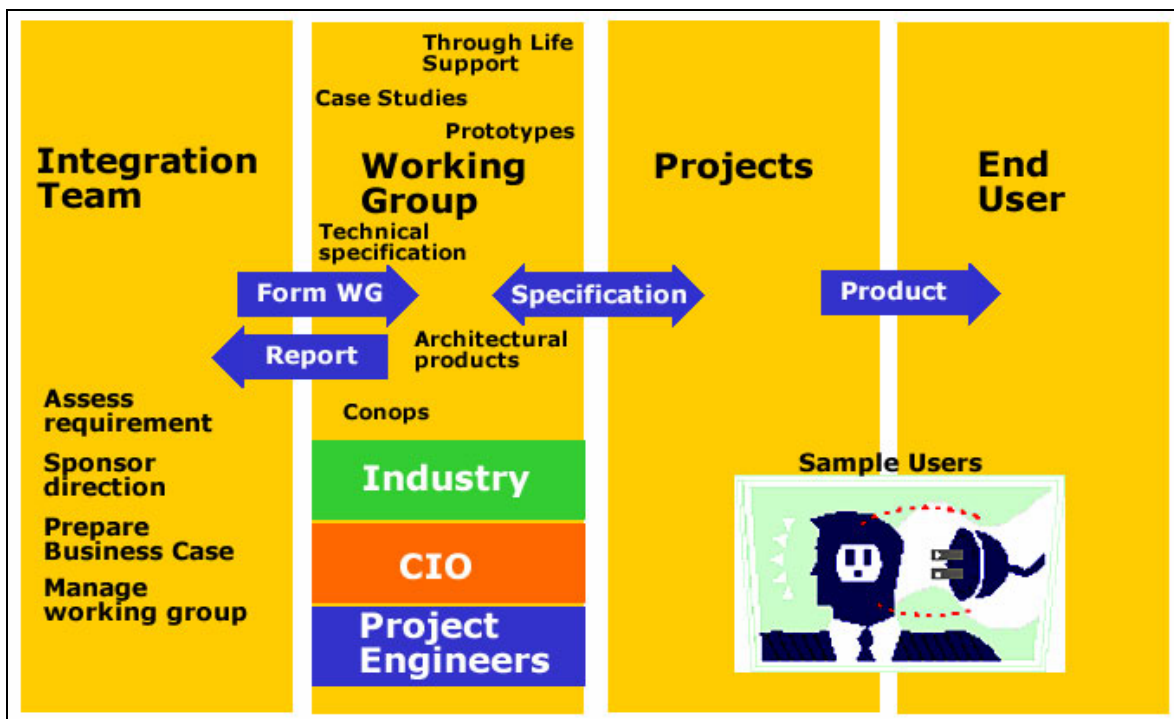 Integration
Team
Form WG
Report
Assess
requirement
Sponsor
direction
Prepare
Business Case
Manage
working group
Through Life
Support
Case Studies
Prototypes
Working
Group
Technical
specification
Specification
Architectural
products
Conops
Industry
CIO
Project
Engineers
Projects
Product
End
User
Sample Users